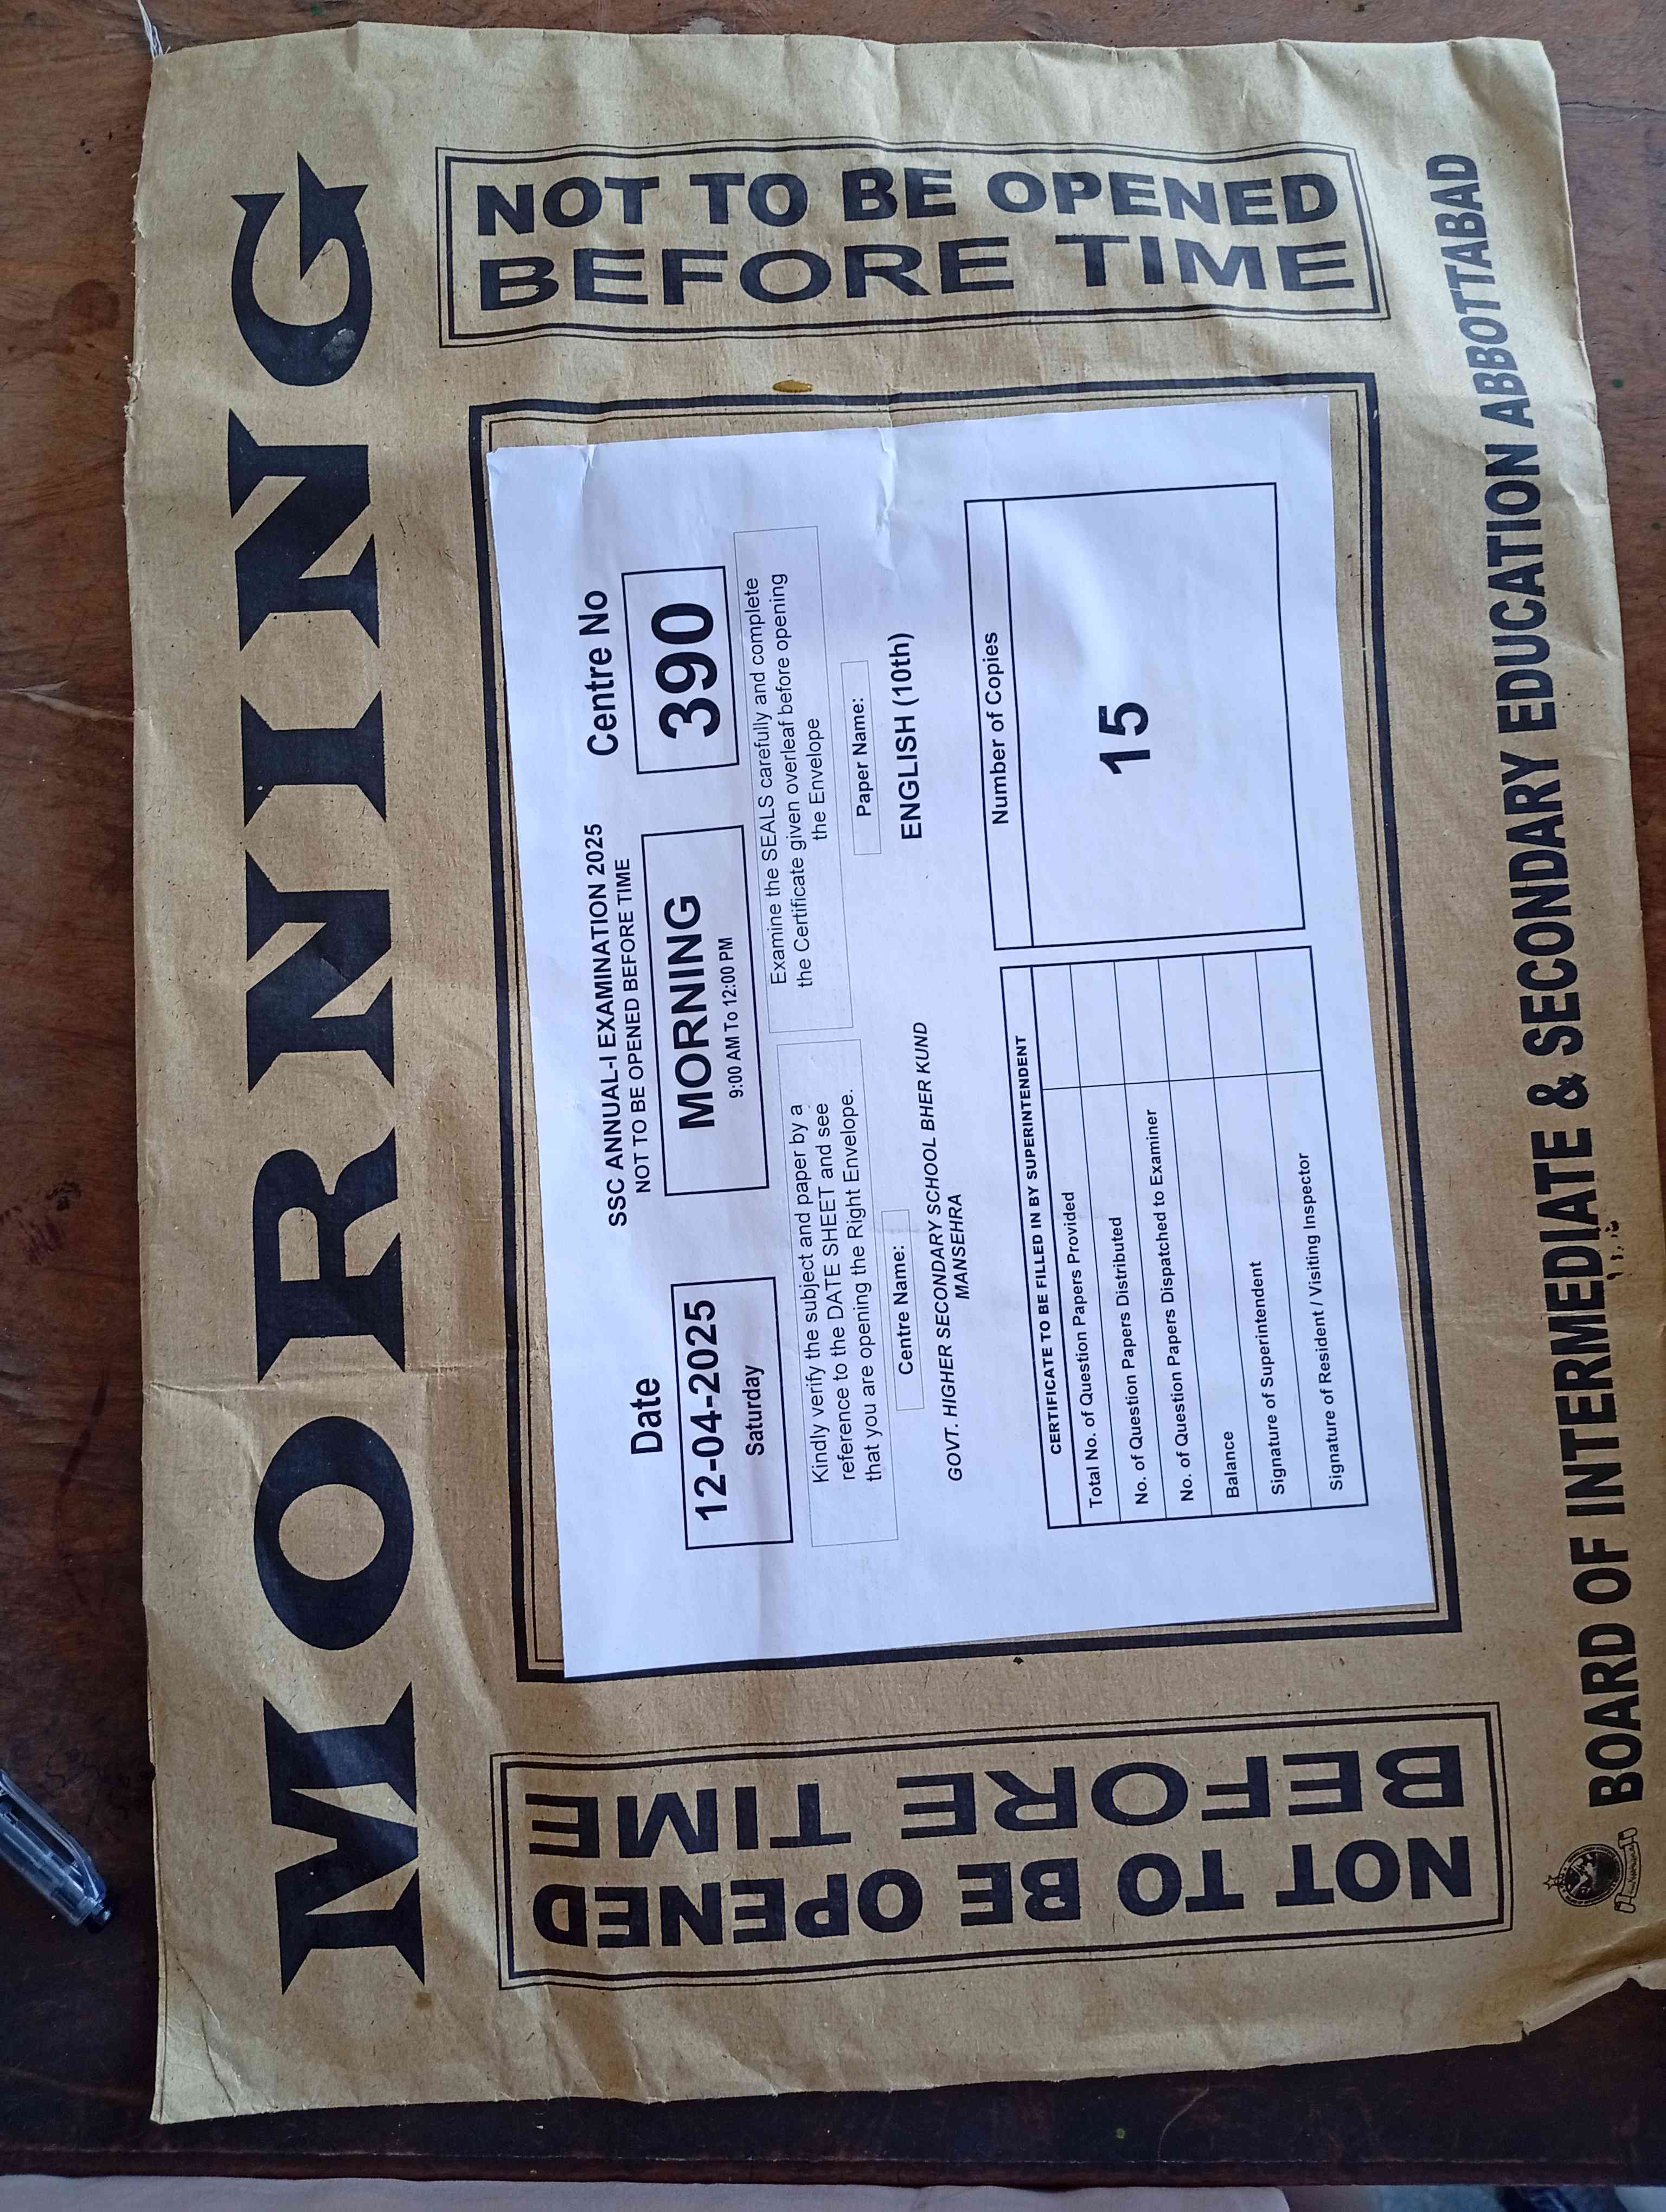 MORNING
NOT TO BE OPENED
BEFORE TIME
SSC ANNUAL-I EXAMINATION 2025
NOT TO BE OPENED BEFORE TIME
Date
12-04-2025
Saturday
MORNING
9:00 AM To 12:00 PM
Centre No
390
Kindly verify the subject and paper by a
reference to the DATE SHEET and see
that you are opening the Right Envelope.
Examine the SEALS carefully and complete
the Certificate given overleaf before opening
the Envelope
Centre Name:
GOVT. HIGHER SECONDARY SCHOOL BHER KUND
MANSEHRA
Paper Name:
ENGLISH (10th)
CERTIFICATE TO BE FILLED IN BY SUPERINTENDENT
Total No. of Question Papers Provided
No. of Question Papers Distributed
No. of Question Papers Dispatched to Examiner
Balance
Signature of Superintendent
Signature of Resident / Visiting Inspector
Number of Copies
15
NOT TO BE OPENED
BEFORE TIME
BOARD OF INTERMEDIATE & SECONDARY EDUCATION ABBOTTABAD